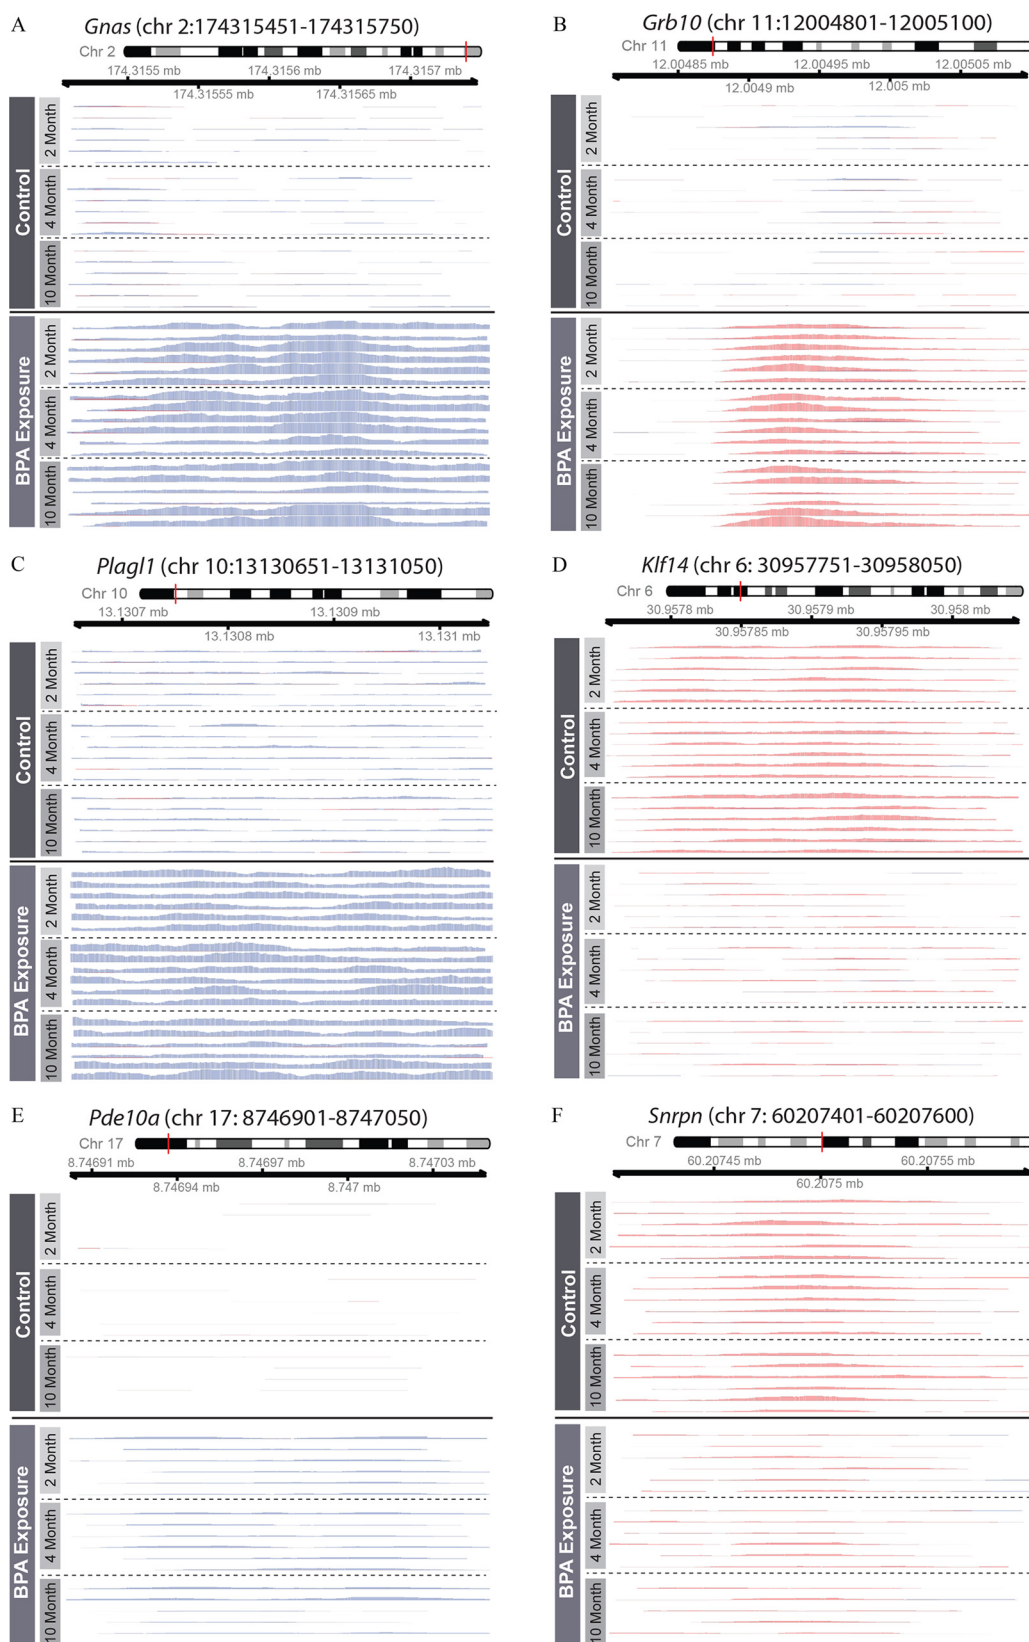 A
Gnas (chr 2:174315451-174315750)
Chr 2
174.3155 mb
174.3156 mb
174.3157 mb
174.31555 mb
174.31565 mb
Control
2 Month
4 Month
10 Month
BPA Exposure
2 Month
4 Month
10 Month
B
Grb10 (chr 11:12004801-12005100)
Chr 11
12.00485 mb
12.00495 mb
12.00505 mb
12.0049 mb
12.005 mb
Control
2 Month
4 Month
10 Month
BPA Exposure
2 Month
4 Month
10 Month
C
Plagl1 (chr 10:13130651-13131050)
Chr 10
13.1307 mb
13.1309 mb
13.1308 mb
13.131 mb
Control
2 Month
4 Month
10 Month
BPA Exposure
2 Month
4 Month
10 Month
D
Klf14 (chr 6: 30957751-30958050)
Chr 6
30.9578 mb
30.9579 mb
30.958 mb
30.95785 mb
30.95795 mb
Control
2 Month
4 Month
10 Month
BPA Exposure
2 Month
4 Month
10 Month
E
Pde10a (chr 17: 8746901-8747050)
Chr 17
8.74691 mb
8.74697 mb
8.74703 mb
8.74694 mb
8.747 mb
Control
2 Month
4 Month
10 Month
BPA Exposure
2 Month
4 Month
10 Month
F
Snrpn (chr 7: 60207401-60207600)
Chr 7
60.20745 mb
60.20755 mb
60.2075 mb
Control
2 Month
4 Month
10 Month
BPA Exposure
2 Month
4 Month
10 Month